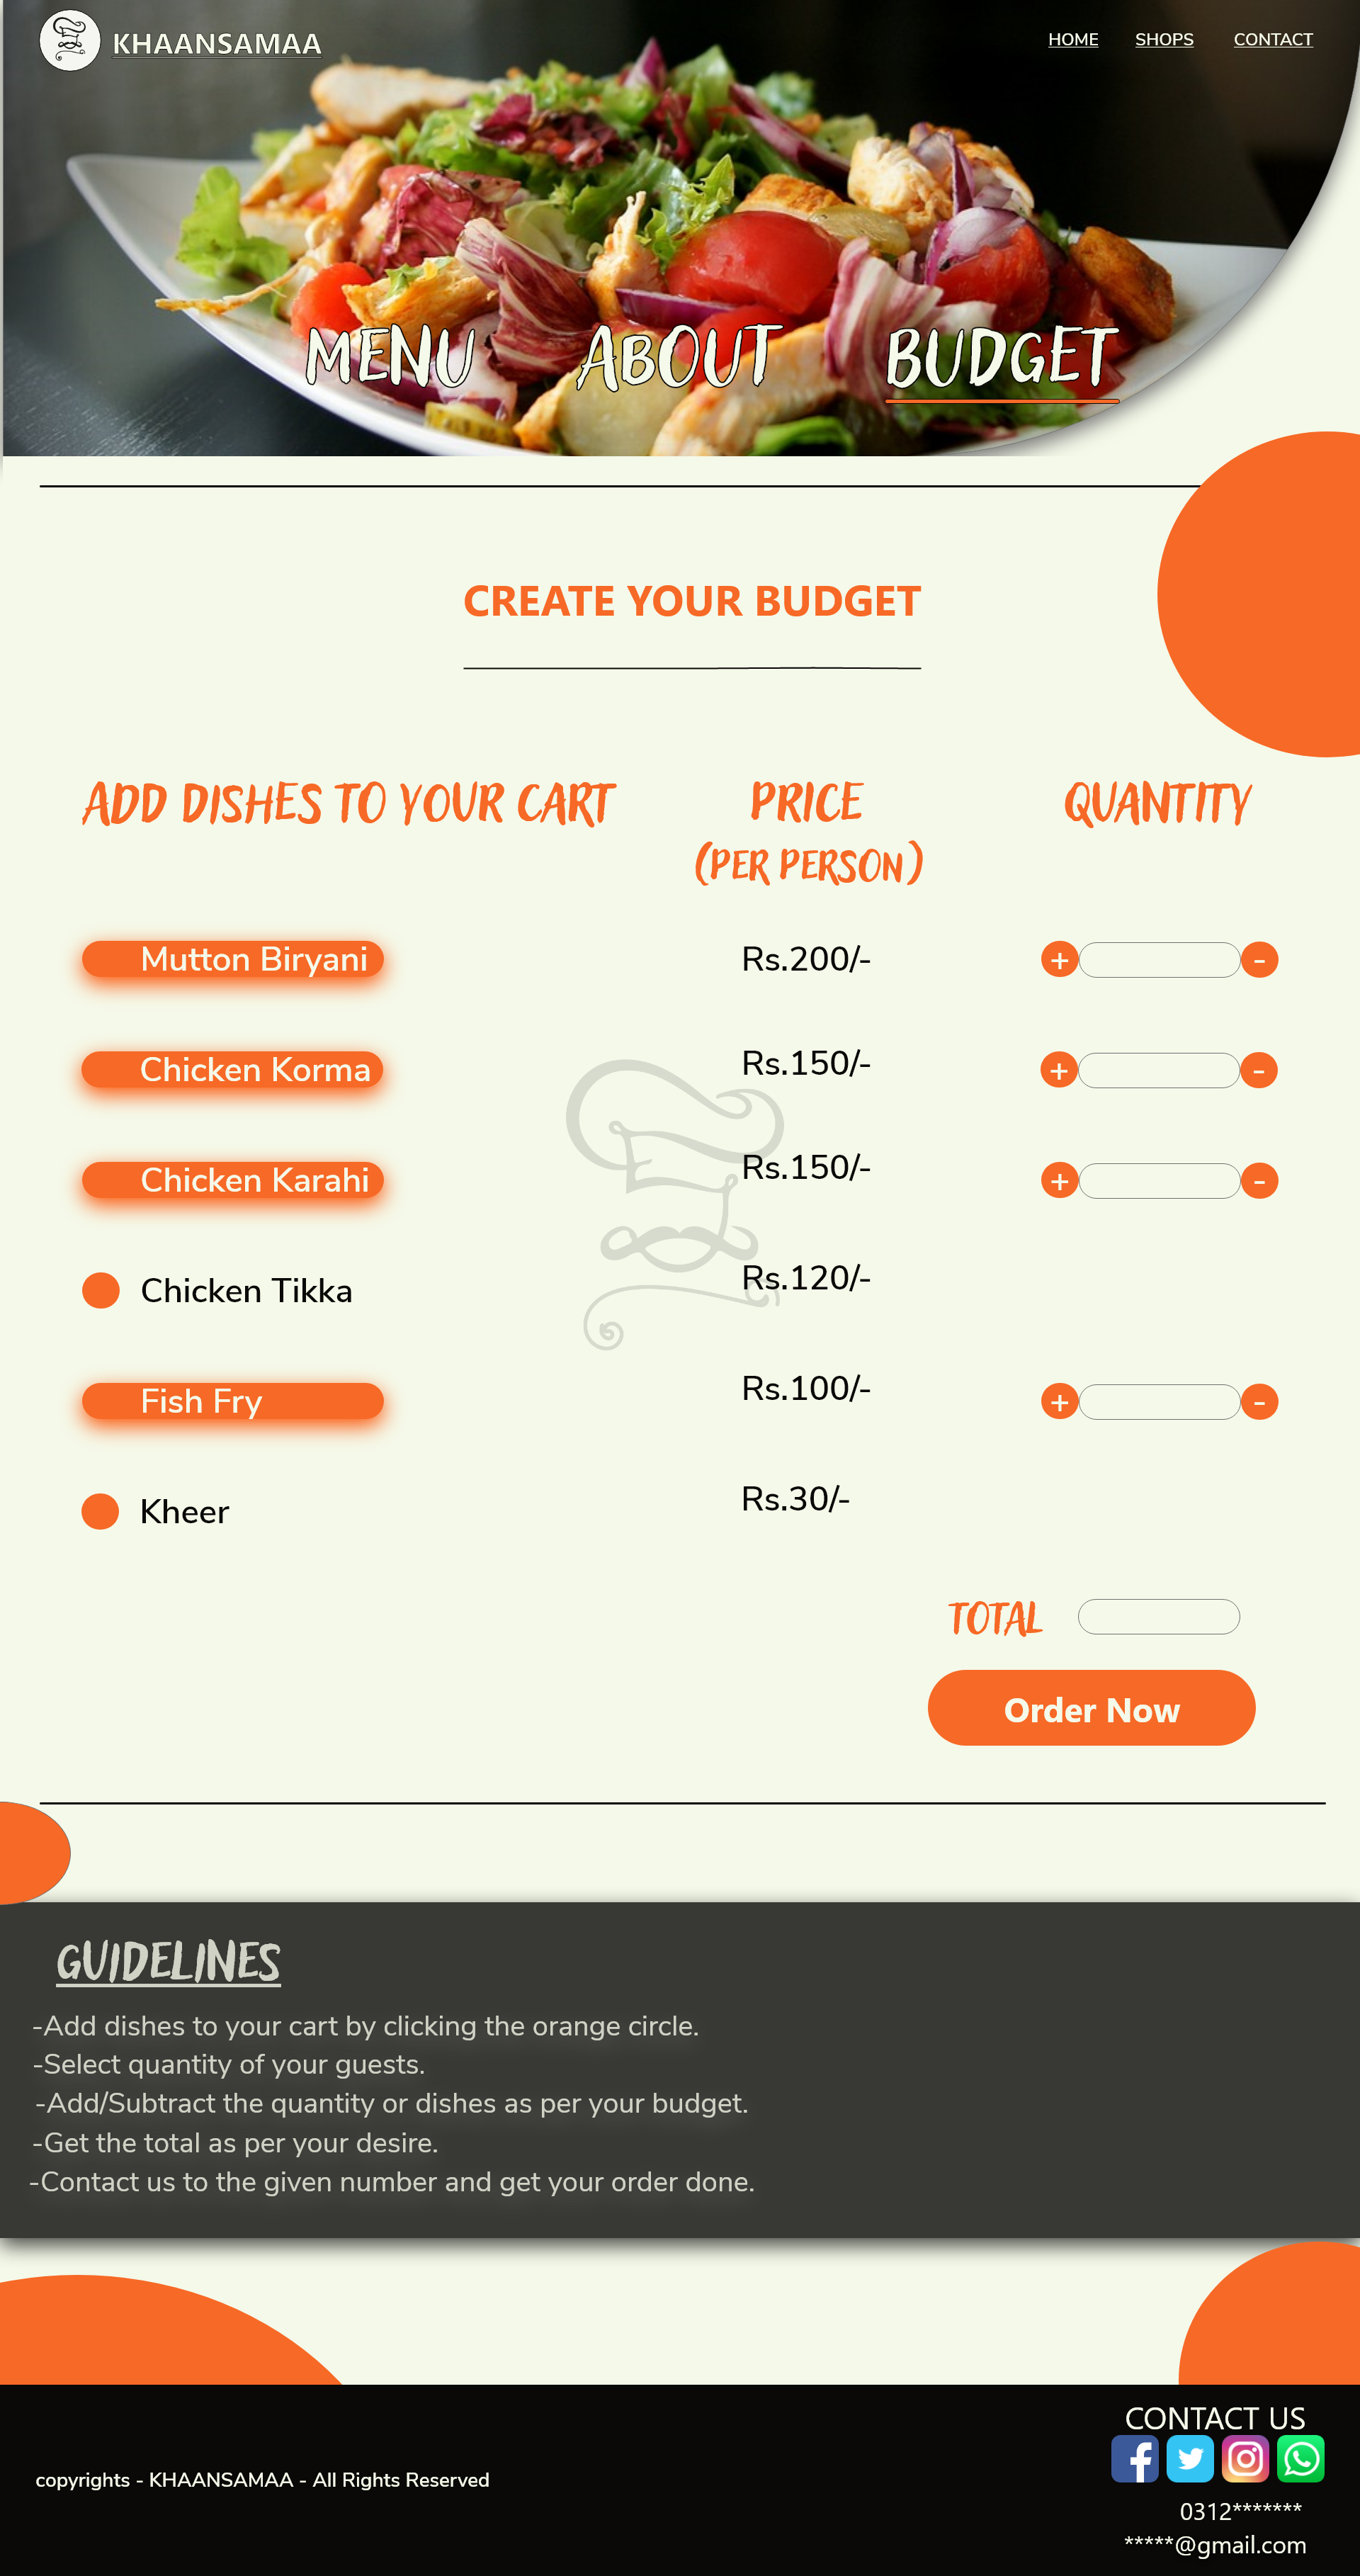 KHAANSAMAA
HOME SHOPS CONTACT
MENU ABOUT BUDGET
CREATE YOUR BUDGET
ADD DISHES TO YOUR CART PRICE QUANTITY
(PER PERSON)
Mutton Biryani Rs.200/- + -
Chicken Korma Rs.150/- + -
Chicken Karahi Rs.150/- + -
Chicken Tikka Rs.120/-
Fish Fry Rs.100/- + -
Kheer Rs.30/-
TOTAL
Order Now
GUIDELINES
-Add dishes to your cart by clicking the orange circle.
-Select quantity of your guests.
-Add/Subtract the quantity or dishes as per your budget.
-Get the total as per your desire.
-Contact us to the given number and get your order done.
CONTACT US
copyrights - KHAANSAMAA - All Rights Reserved
0312*******
*****@gmail.com